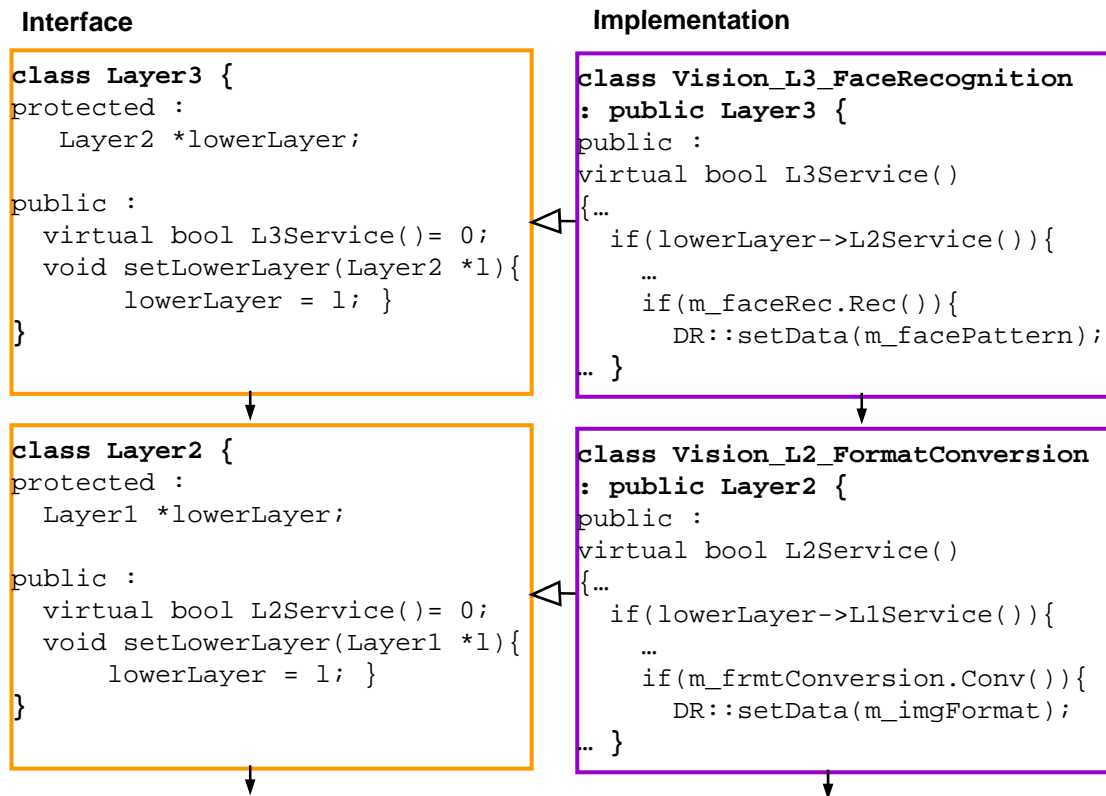 Interface
class Layer3 {
protected :
Layer2 *lowerLayer;
public :
virtual bool L3Service()= 0;
void setLowerLayer(Layer2 *l){
lowerLayer = l; }
}
class Layer2 {
protected :
Layer1 *lowerLayer;
public :
virtual bool L2Service()= 0;
void setLowerLayer(Layer1 *l){
lowerLayer = l; }
}
Implementation
class Vision_L3_FaceRecognition
: public Layer3 {
public :
virtual bool L3Service()
{…
if(lowerLayer->L2Service()){
…
if(m_faceRec.Rec()){
DR::setData(m_facePattern);
… }
class Vision_L2_FormatConversion
: public Layer2 {
public :
virtual bool L2Service()
{…
if(lowerLayer->L1Service()){
…
if(m_frmtConversion.Conv()){
DR::setData(m_imgFormat);
… }